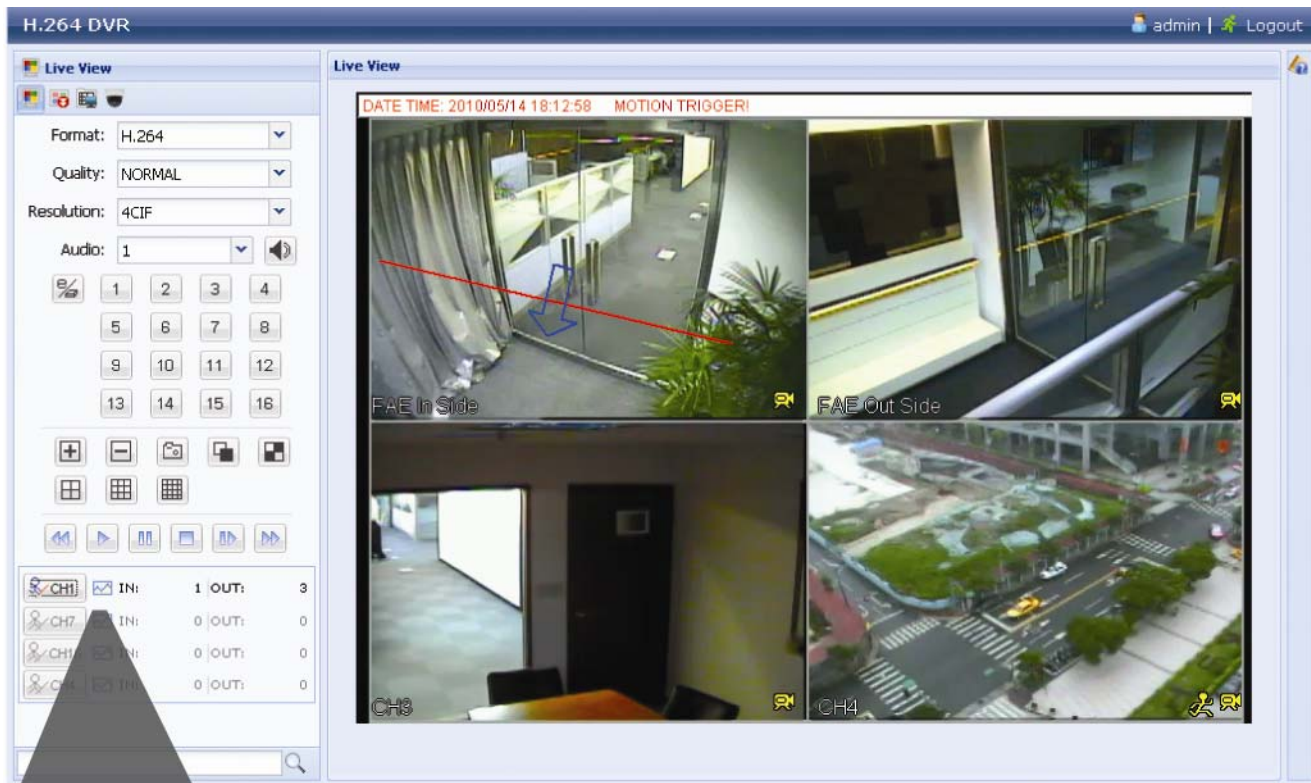 H.264 DVR
admin | Logout
Live View
Format: H.264
Quality: NORMAL
Resolution: 4CIF
Audio: 1
1 2 3 4
5 6 7 8
9 10 11 12
13 14 15 16
CH1 IN: 1 OUT: 3
CH7 IN: 0 OUT: 0
IN: 0 OUT: 0
IN: 0 OUT: 0
Live View
DATE TIME: 2010/05/14 18:12:58 MOTION TRIGGER!
FAE In Side
FAE Out Side
CH3
CH4